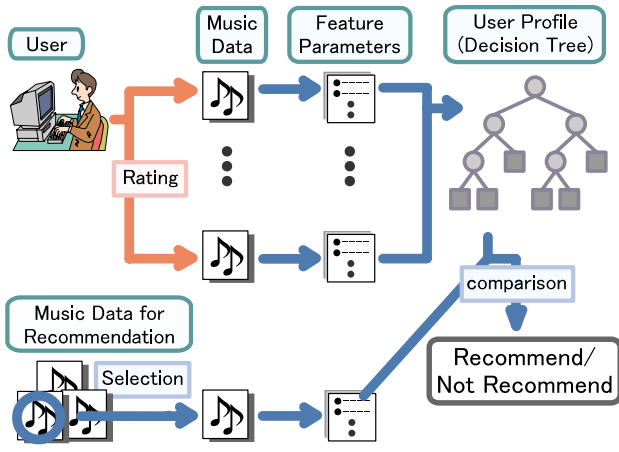 User
Music
Data
Feature
Parameters
User Profile
(Decision Tree)
Rating
comparison
Music Data for
Recommendation
Selection
Recommend/
Not Recommend